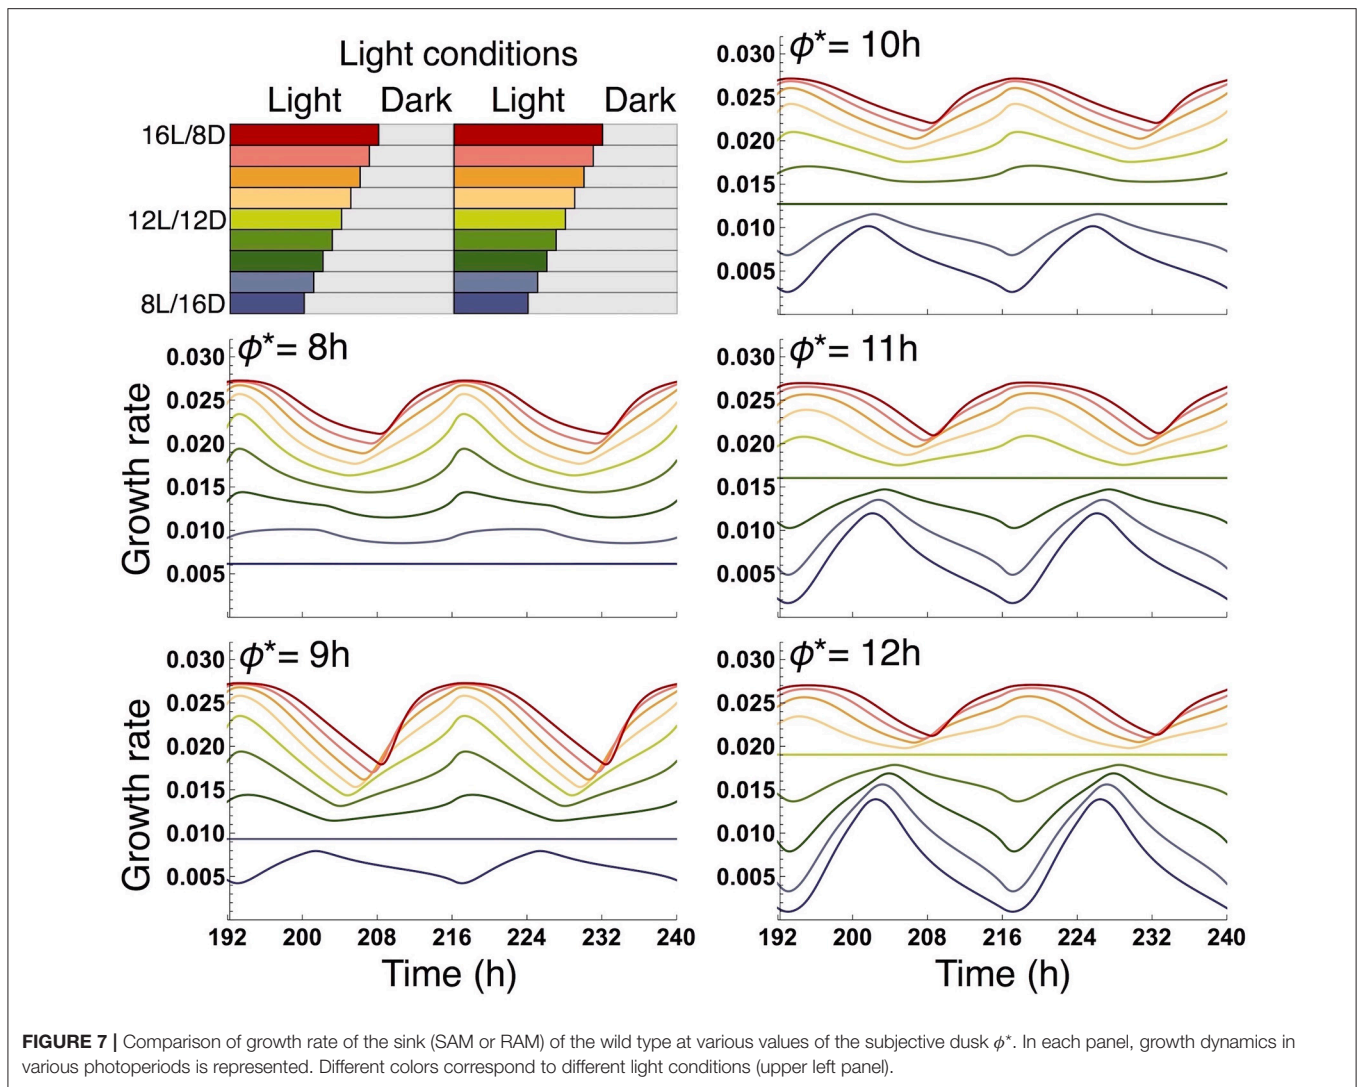 Light conditions
Light Dark Light Dark
16L/8D
12L/12D
8L/16D
ϕ*= 8h
0.030
0.025
0.020
0.015
0.010
0.005
Growth rate
ϕ*= 9h
0.030
0.025
0.020
0.015
0.010
0.005
Growth rate
192 200 208 216 224 232 240
Time (h)
ϕ*= 10h
0.030
0.025
0.020
0.015
0.010
0.005
ϕ*= 11h
0.030
0.025
0.020
0.015
0.010
0.005
ϕ*= 12h
0.030
0.025
0.020
0.015
0.010
0.005
192 200 208 216 224 232 240
Time (h)
FIGURE 7 | Comparison of growth rate of the sink (SAM or RAM) of the wild type at various values of the subjective dusk ϕ*. In each panel, growth dynamics in
various photoperiods is represented. Different colors correspond to different light conditions (upper left panel).